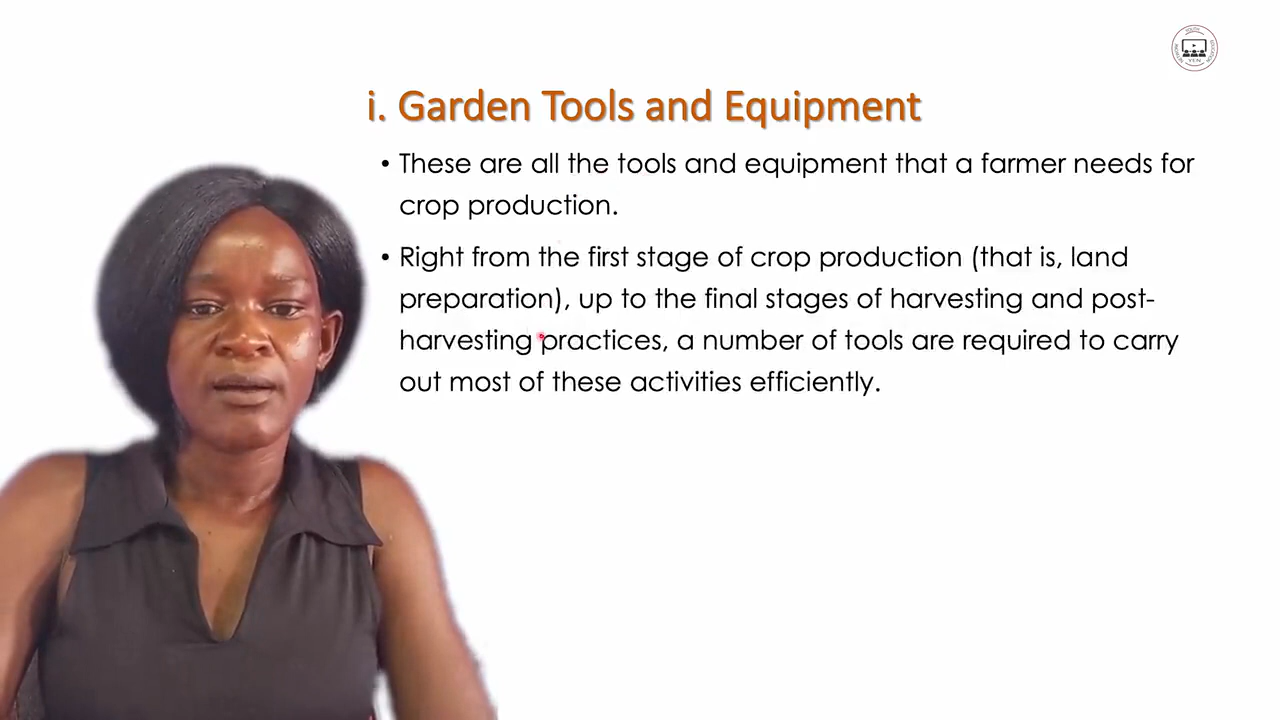 i. Garden Tools and Equipment
• These are all the tools and equipment that a farmer needs for
crop production.
• Right from the first stage of crop production (that is, land
preparation), up to the final stages of harvesting and post-
harvesting practices, a number of tools are required to carry
out most of these activities efficiently.